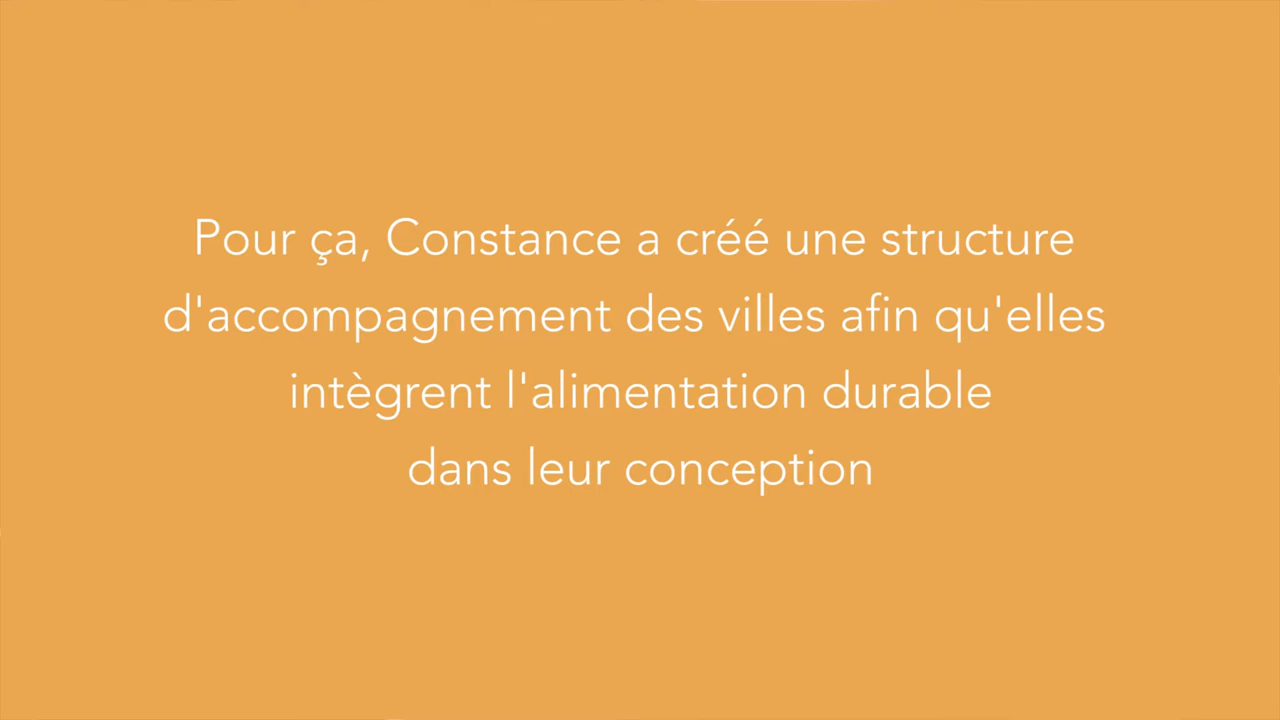 Pour ça, Constance a créé une structure
d'accompagnement des villes afin qu'elles
intègrent l'alimentation durable
dans leur conception